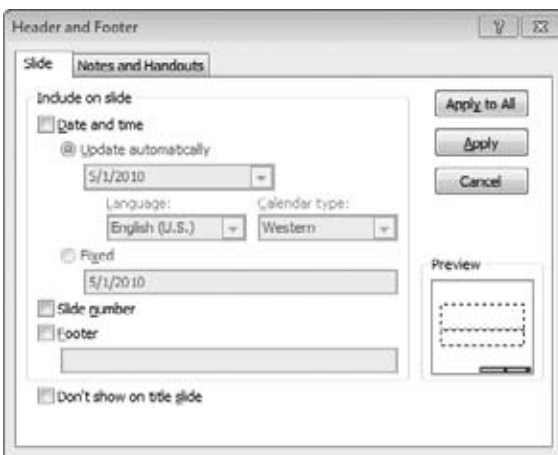 Header and Footer
Slide
Notes and Handouts
Include on slide
Date and time
Update automatically
5/1/2010
Language:
Calendar type:
English (U.S.)
Western
Fixed
5/1/2010
Slide number
Footer
Don't show on title slide
Apply to All
Apply
Cancel
Preview